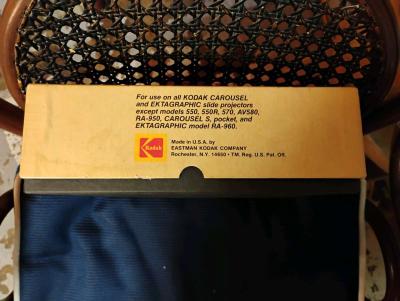 For use on all KODAK CAROUSEL
and EKTAGRAPHIC slide projectors
except models 550, 550R, 570, AV580,
RA-950, CAROUSEL S, pocket, and
EKTAGRAPHIC model RA-960.
Kodak
Made in U.S.A. by
EASTMAN KODAK COMPANY
Rochester, N.Y. 14650 • TM. Reg. U.S. Pat. Off.